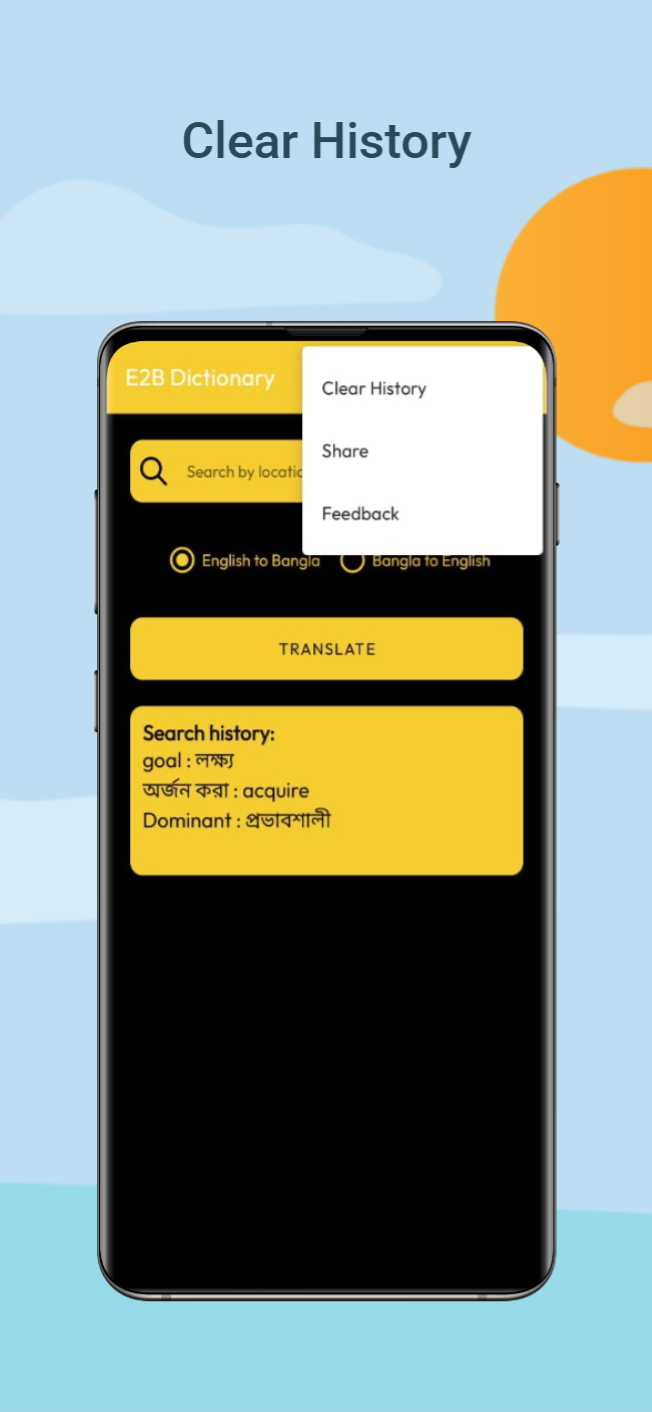 Clear History
E2B Dictionary
Clear History
Share
Feedback
Search by
English to Bangla
Bangla to English
TRANSLATE
Search history:
goal : লক্ষ্য
অর্জন করা : acquire
Dominant : প্রভাবশালী